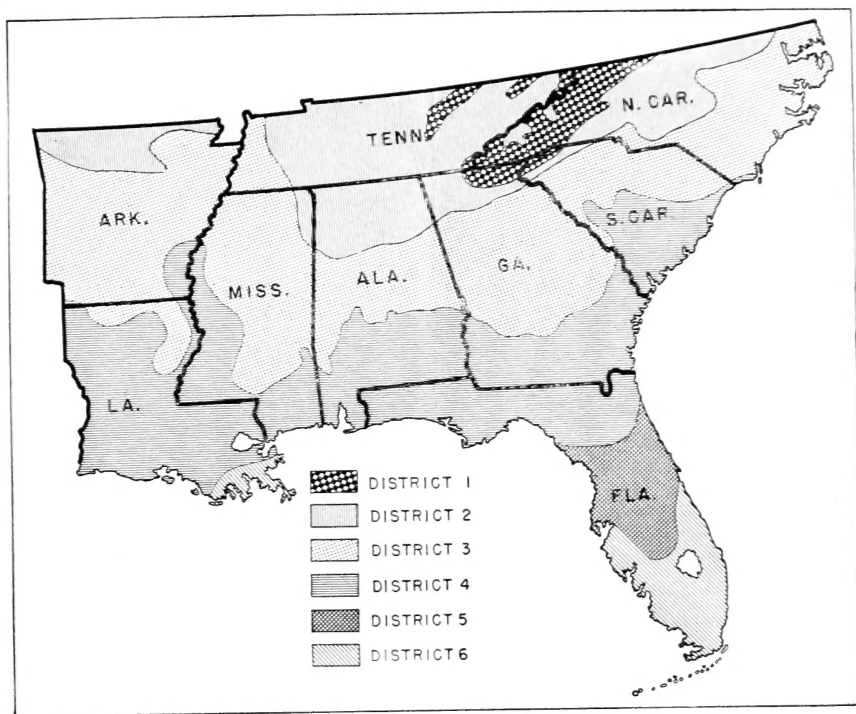 N. CAR.
TENN.
ARK.
S. CAR.
MISS.
ALA.
GA.
LA.
FLA.
DISTRICT 1
DISTRICT 2
DISTRICT 3
DISTRICT 4
DISTRICT 5
DISTRICT 6